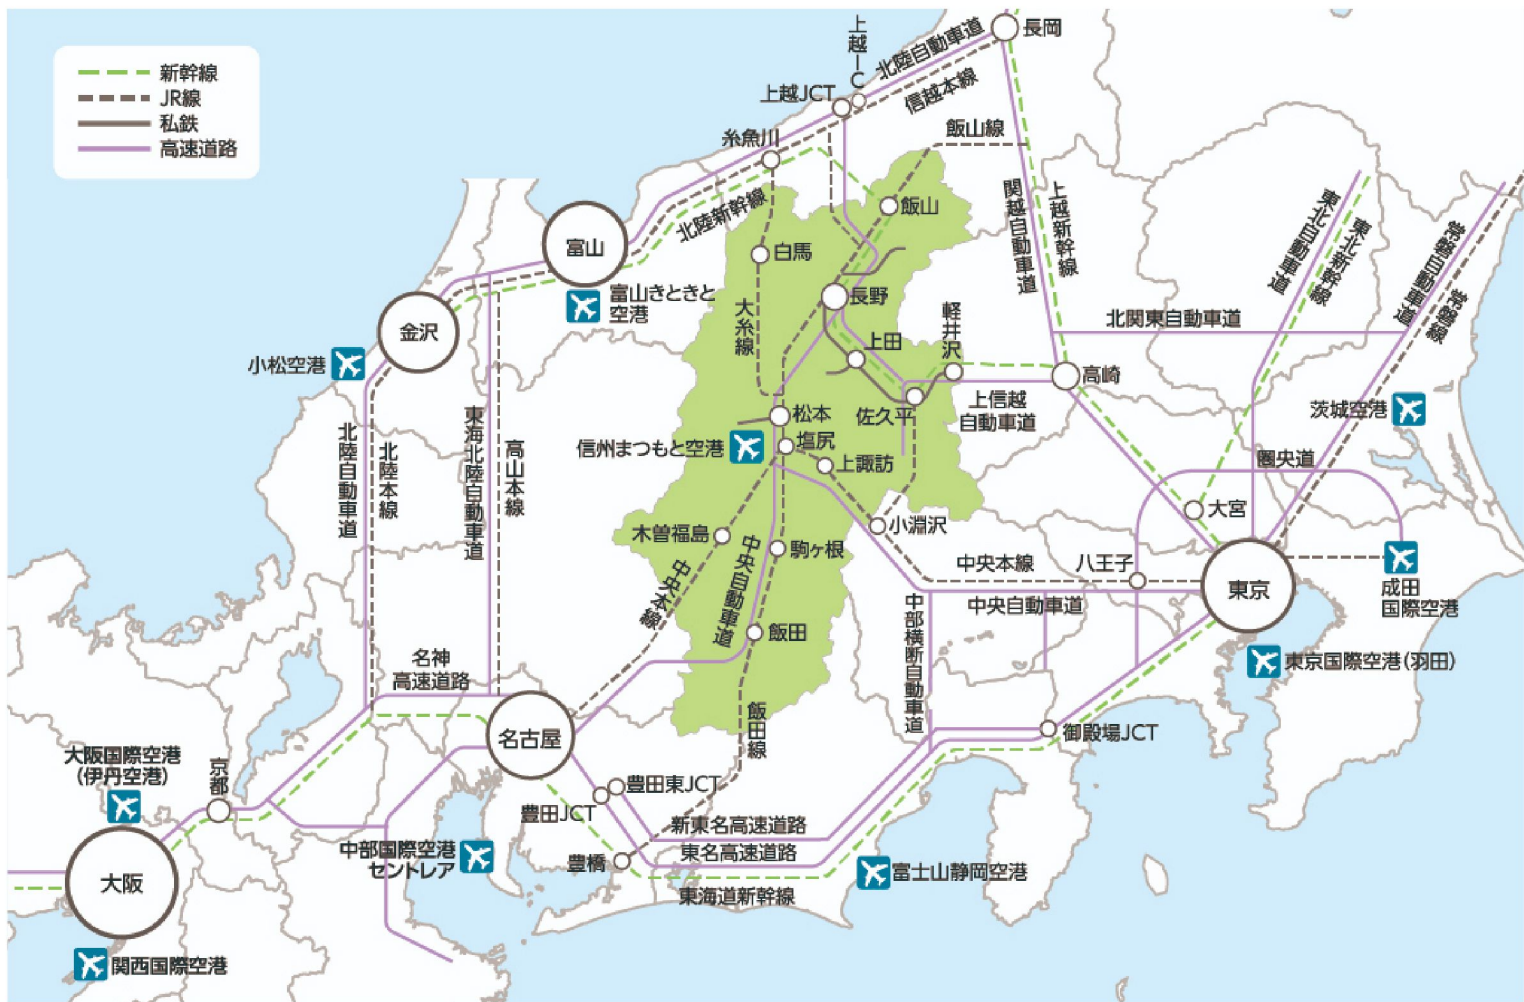 新幹線
JR線
私鉄
高速道路
長岡
上越IC
北陸自動車道
信越本線
上越JCT
糸魚川
飯山線
北陸新幹線
飯山
関越自動車道
上越新幹線
東北自動車道
東北新幹線
常磐自動車道
常磐線
富山
白馬
富山きときと
空港
大糸線
長野
軽井沢
北関東自動車道
金沢
小松空港
上田
高崎
佐久平
上信越
自動車道
茨城空港
北陸自動車道
北陸本線
東海北陸自動車道
高山本線
松本
信州まつもと空港
塩尻
上諏訪
圏央道
大宮
木曽福島
小淵沢
駒ヶ根
中央本線
中央自動車道
中央本線
八王子
中央自動車道
東京
成田
国際空港
中部横断自動車道
飯田
東京国際空港(羽田)
名神
高速道路
飯田線
名古屋
御殿場JCT
大阪国際空港
(伊丹空港)
京都
豊田東JCT
豊田JCT
新東名高速道路
東名高速道路
中部国際空港
セントレア
豊橋
富士山静岡空港
東海道新幹線
大阪
関西国際空港